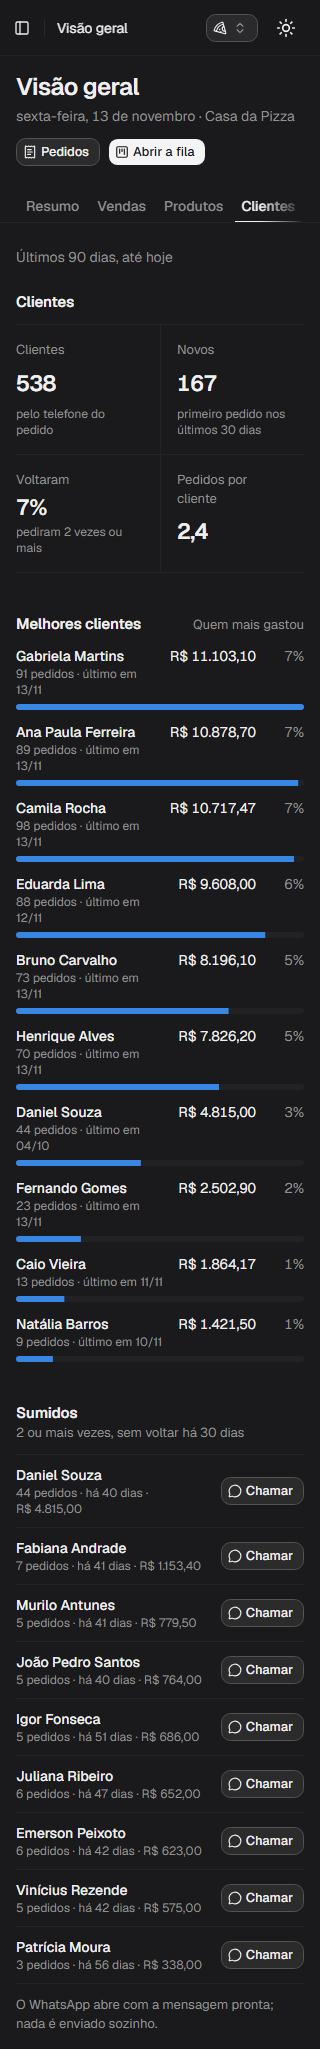 Visão geral
Visão geral
sexta-feira, 13 de novembro · Casa da Pizza
Pedidos
Abrir a fila
Resumo
Vendas
Produtos
Clientes
Últimos 90 dias, até hoje
Clientes
Clientes
538
pelo telefone do
pedido
Novos
167
primeiro pedido nos
últimos 30 dias
Voltaram
7%
pediram 2 vezes ou
mais
Pedidos por
cliente
2,4
Melhores clientes
Quem mais gastou
Gabriela Martins R$ 11.103,10 7%
91 pedidos · último em
13/11
Ana Paula Ferreira R$ 10.878,70 7%
89 pedidos · último em
13/11
Camila Rocha R$ 10.717,47 7%
98 pedidos · último em
13/11
Eduarda Lima R$ 9.608,00 6%
88 pedidos · último em
12/11
Bruno Carvalho R$ 8.196,10 5%
73 pedidos · último em
13/11
Henrique Alves R$ 7.826,20 5%
70 pedidos · último em
13/11
Daniel Souza R$ 4.815,00 3%
44 pedidos · último em
04/10
Fernando Gomes R$ 2.502,90 2%
23 pedidos · último em
13/11
Caio Vieira R$ 1.864,17 1%
13 pedidos · último em 11/11
Natália Barros R$ 1.421,50 1%
9 pedidos · último em 10/11
Sumidos
2 ou mais vezes, sem voltar há 30 dias
Daniel Souza
44 pedidos · há 40 dias ·
R$ 4.815,00
Chamar
Fabiana Andrade
7 pedidos · há 41 dias · R$ 1.153,40
Chamar
Murilo Antunes
5 pedidos · há 41 dias · R$ 779,50
Chamar
João Pedro Santos
5 pedidos · há 40 dias · R$ 764,00
Chamar
Igor Fonseca
5 pedidos · há 51 dias · R$ 686,00
Chamar
Juliana Ribeiro
6 pedidos · há 47 dias · R$ 652,00
Chamar
Emerson Peixoto
6 pedidos · há 42 dias · R$ 623,00
Chamar
Vinícius Rezende
5 pedidos · há 42 dias · R$ 575,00
Chamar
Patrícia Moura
3 pedidos · há 56 dias · R$ 338,00
Chamar
O WhatsApp abre com a mensagem pronta;
nada é enviado sozinho.